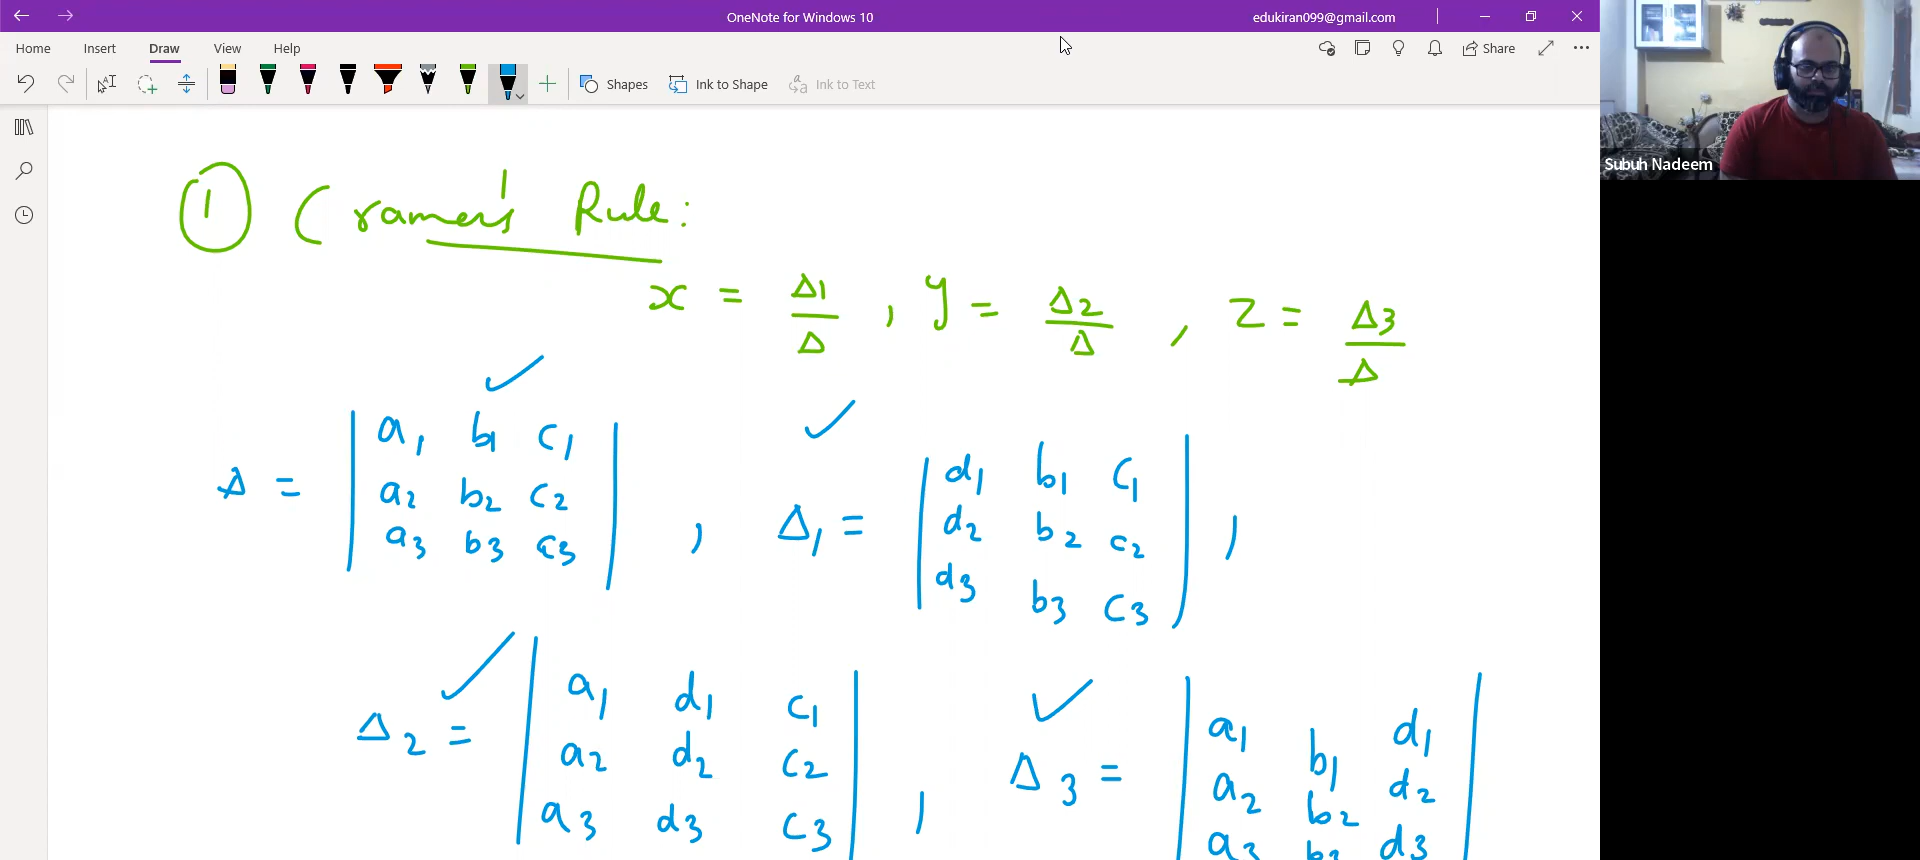 OneNote for Windows 10
edukiran099@gmail.com
Home Insert Draw View Help
Share
Shapes Ink to Shape Ink to Text
Subuh Nadeem
① Cramer's Rule:
x = Δ1/Δ , y = Δ2/Δ , z = Δ3/Δ
Δ = | a1 b1 c1 | , Δ1 = | d1 b1 c1 | ,
a2 b2 c2 d2 b2 c2
a3 b3 c3 d3 b3 c3
Δ2 = | a1 d1 c1 | , Δ3 = | a1 b1 d1 |
a2 d2 c2 a2 b2 d2
a3 d3 c3 a3 b3 d3